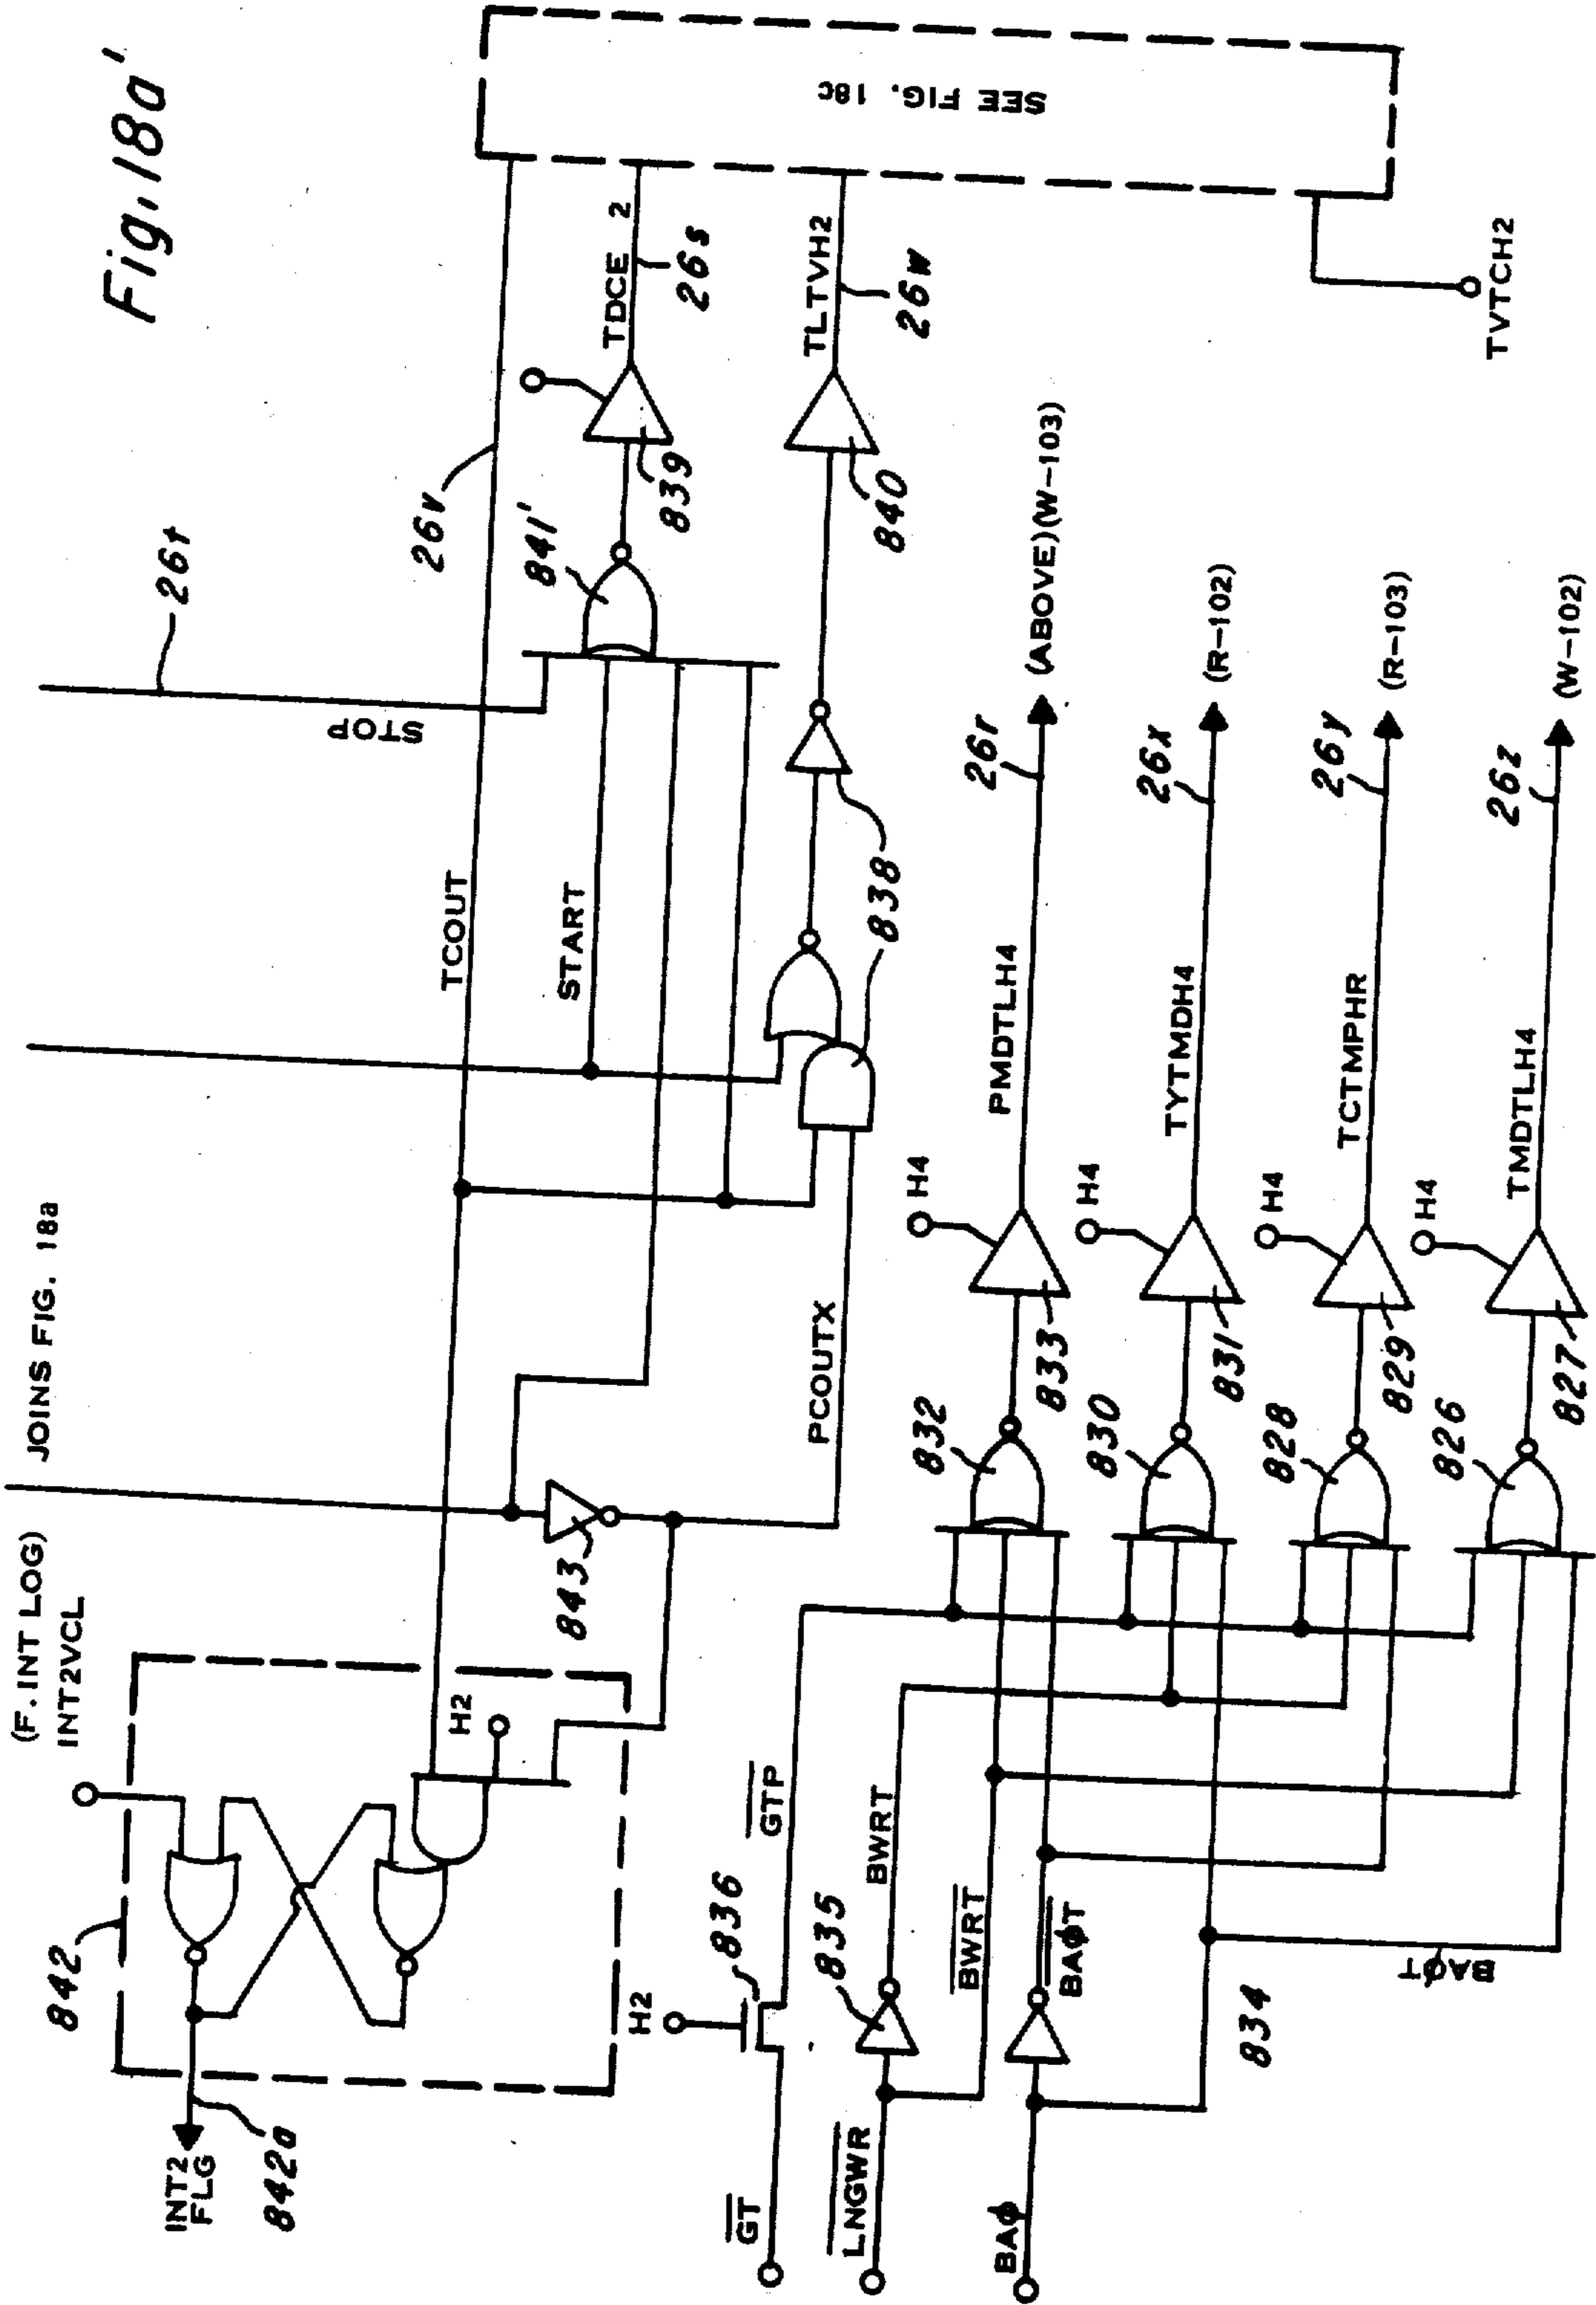 Fig. 18a'
JOINS FIG. 18a
(F. INT LOG)
INT2VCL
842
INT2
FLG
842a
H2
843
TCOUT
START
STOP
26t
26v
841'
839
TDCE 2
26s
SEE FIG. 18c
PCOUTX
838
840
TLTVH2
26w
TVTCH2
H2
836
GT
GTP
LNGWR
835
BWRT
BWRT
BAϕ
BAϕT
834
BAϕT
832
833
H4
PMDTLH4
26r
(ABOVE)(W-103)
830
831
H4
TYTMDH4
26x
(R-102)
828
829
H4
TCTMPHR
26y
(R-103)
826
827
H4
TMDTLH4
26z
(W-102)